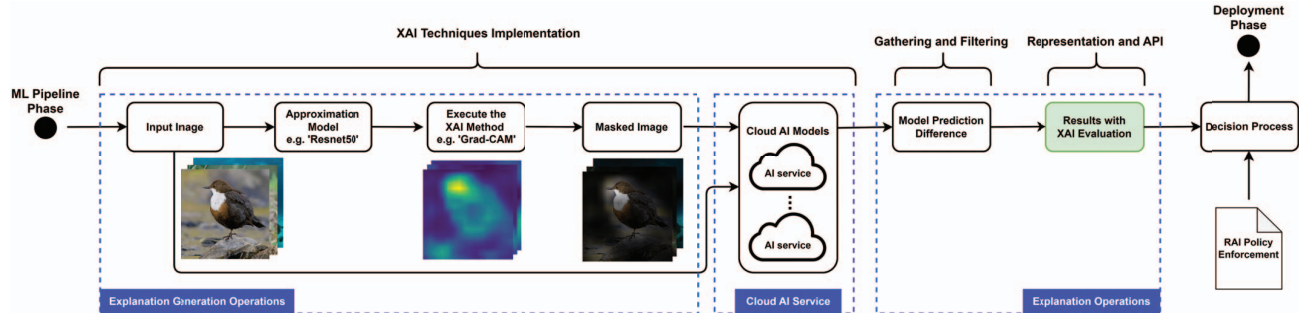 Deployment
Phase
XAI Techniques Implementation
Gathering and Filtering
Representation and API
ML Pipeline
Phase
Input Image
Approximation
Model
e.g. 'Resnet50'
Execute the
XAI Method
e.g. 'Grad-CAM'
Masked Image
Cloud AI Models
AI service
AI service
Model Prediction
Difference
Results with
XAI Evaluation
Decision Process
RAI Policy
Enforcement
Explanation Generation Operations
Cloud AI Service
Explanation Operations